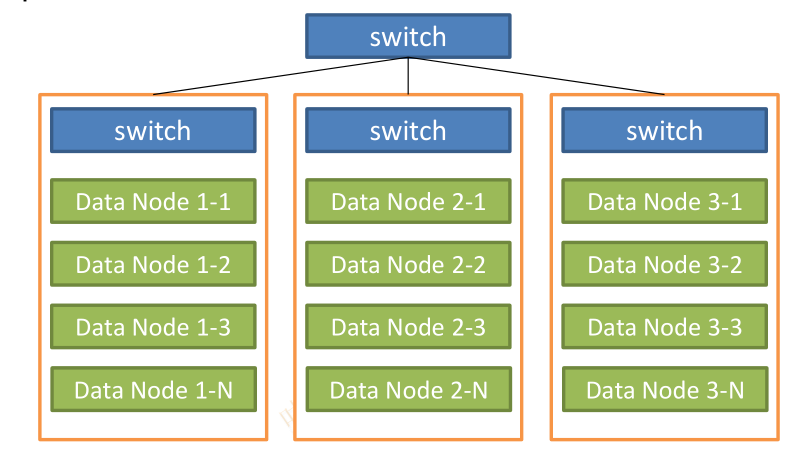 switch
switch
switch
switch
Data Node 1-1
Data Node 2-1
Data Node 3-1
Data Node 1-2
Data Node 2-2
Data Node 3-2
Data Node 1-3
Data Node 2-3
Data Node 3-3
Data Node 1-N
Data Node 2-N
Data Node 3-N